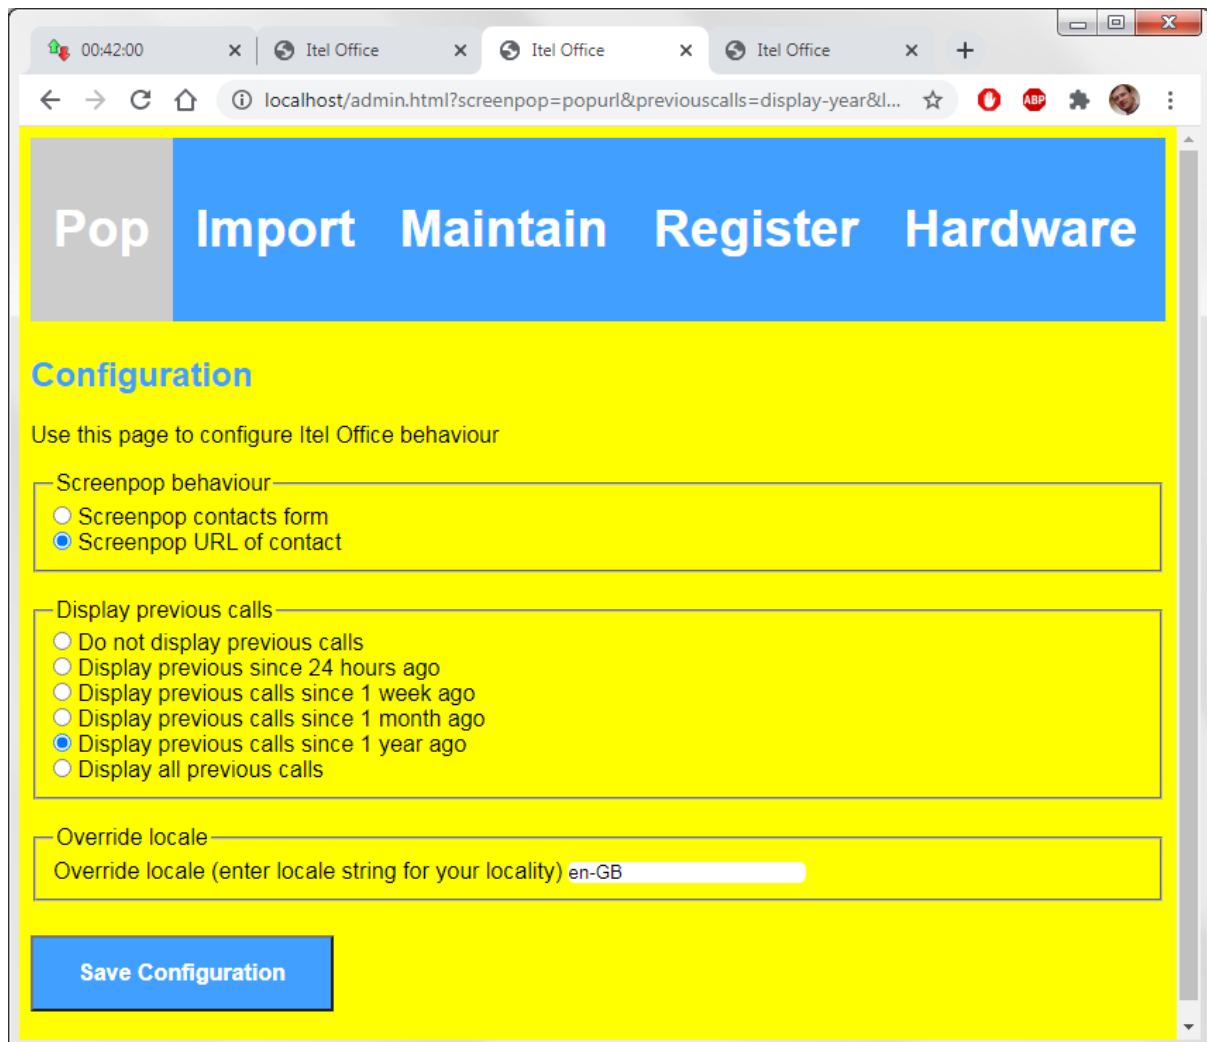 00:42:00
Itel Office
Itel Office
Itel Office
localhost/admin.html?screenpop=popurl&previouscalls=display-year&l...
ABP
Pop Import Maintain Register Hardware
Configuration
Use this page to configure Itel Office behaviour
Screenpop behaviour
Screenpop contacts form
Screenpop URL of contact
Display previous calls
Do not display previous calls
Display previous since 24 hours ago
Display previous calls since 1 week ago
Display previous calls since 1 month ago
Display previous calls since 1 year ago
Display all previous calls
Override locale
Override locale (enter locale string for your locality) en-GB
Save Configuration